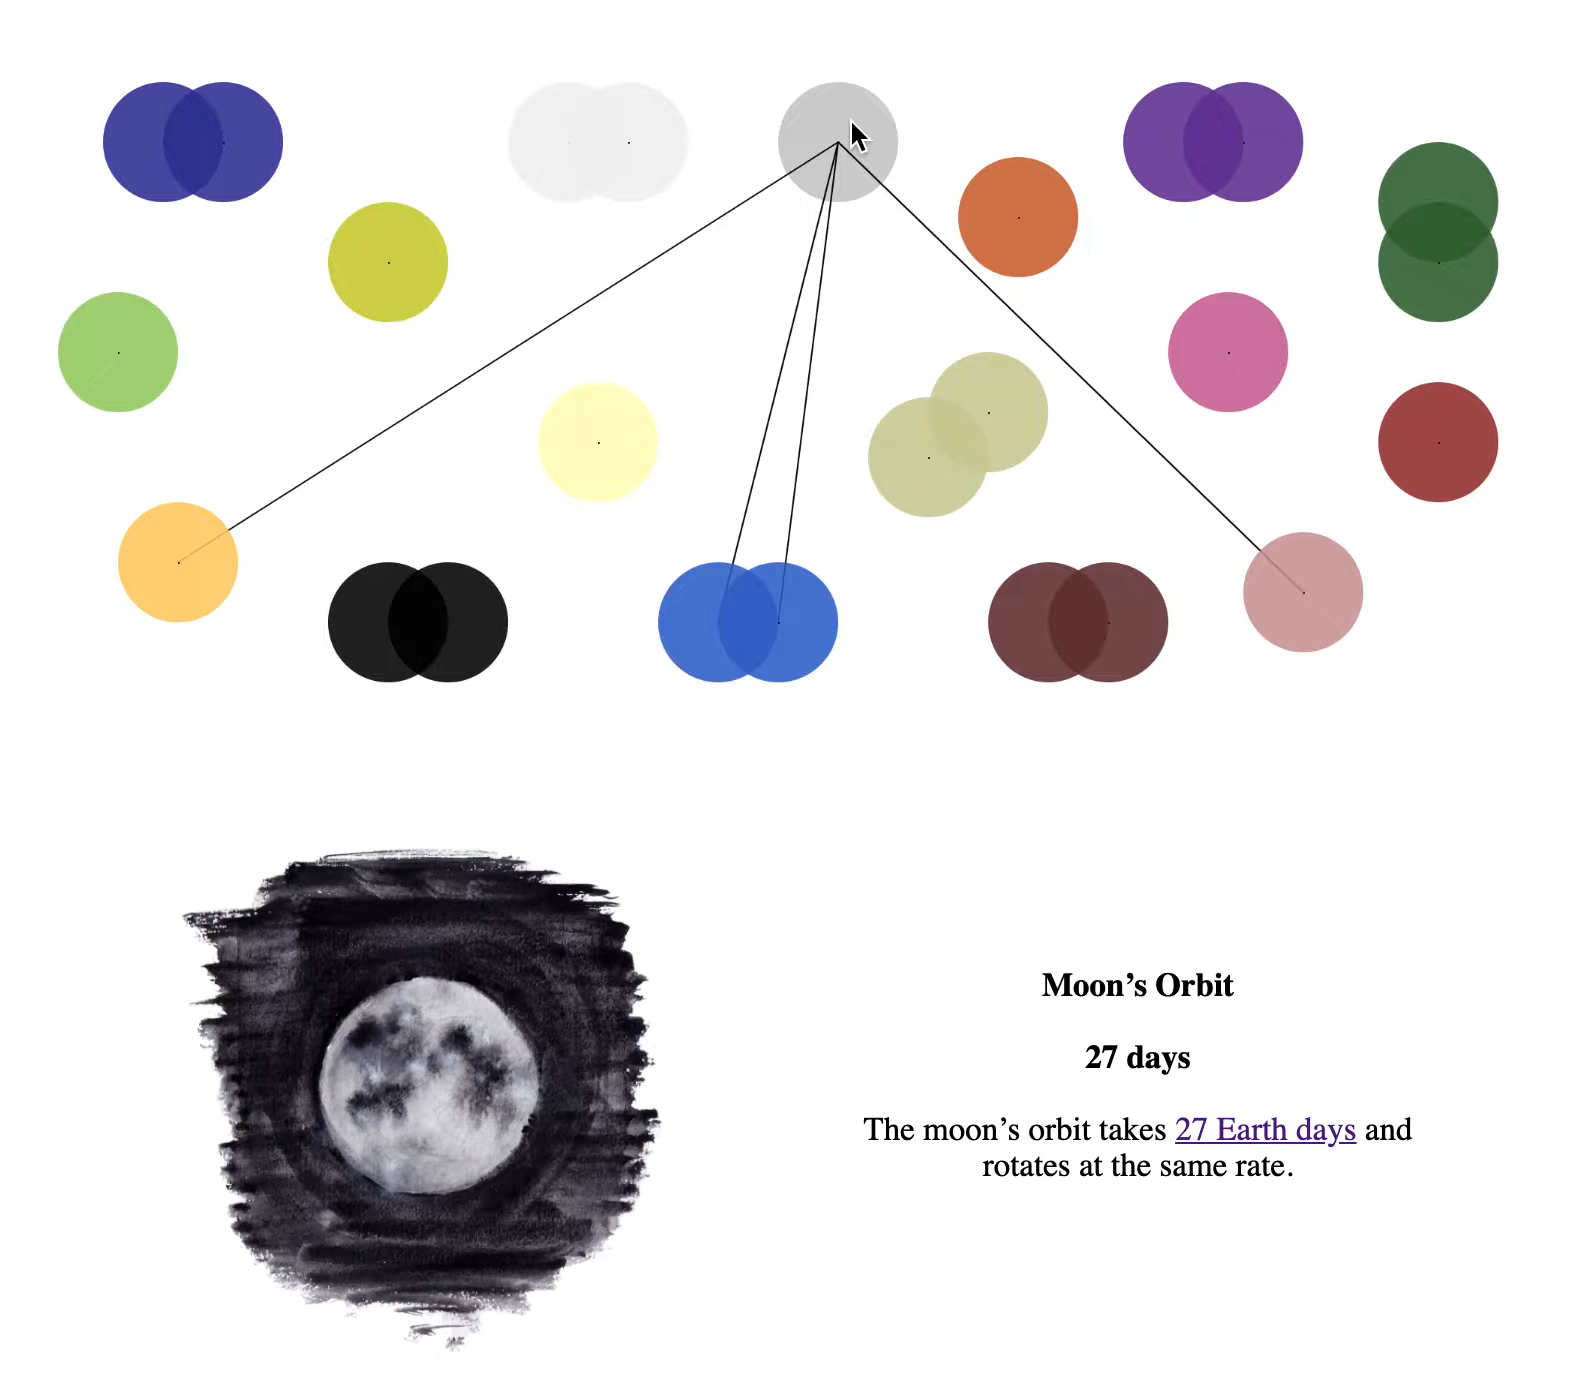 Moon’s Orbit
27 days
The moon’s orbit takes 27 Earth days and
rotates at the same rate.